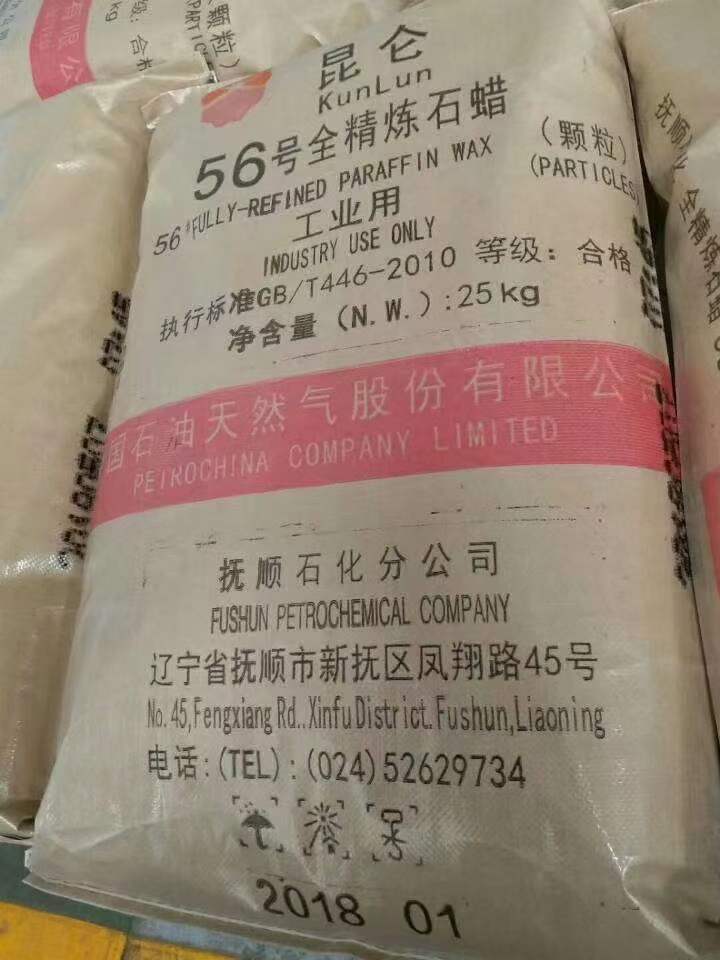 昆仑
KunLun
56号全精炼石蜡
（颗粒）
56#FULLY-REFINED PARAFFIN WAX
(PARTICLES)
工业用
INDUSTRY USE ONLY
执行标准GB/T446-2010 等级：合格
净含量（N.W.）:25kg
国石油天然气股份有限公司
PETROCHINA COMPANY LIMITED
抚顺石化分公司
FUSHUN PETROCHEMICAL COMPANY
辽宁省抚顺市新抚区凤翔路45号
No.45,Fengxiang Rd..XinfuDistrict.Fushun,Liaoning
电话:(TEL):(024)52629734
2018 01
颗粒）